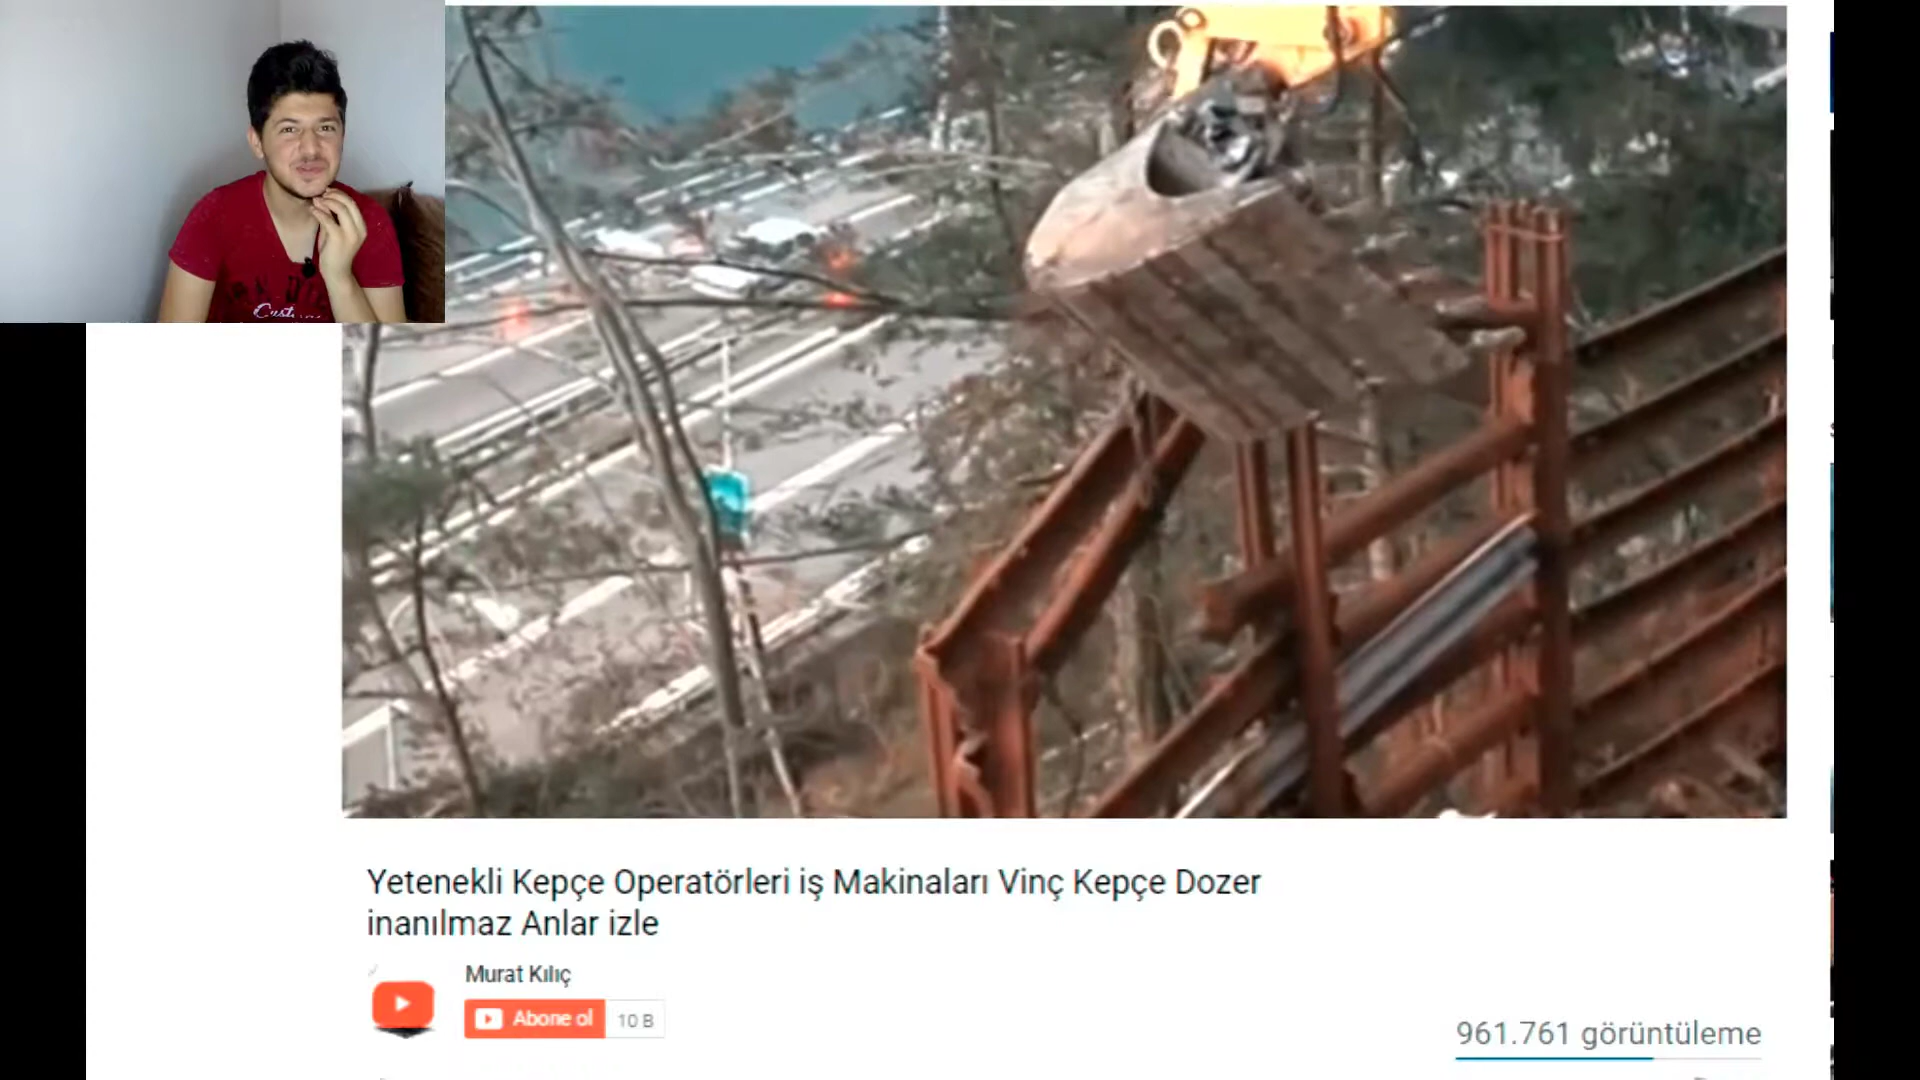 Custom
Yetenekli Kepçe Operatörleri iş Makinaları Vinç Kepçe Dozer
inanılmaz Anlar izle
Murat Kılıç
Abone ol
10 B
961.761 görüntüleme